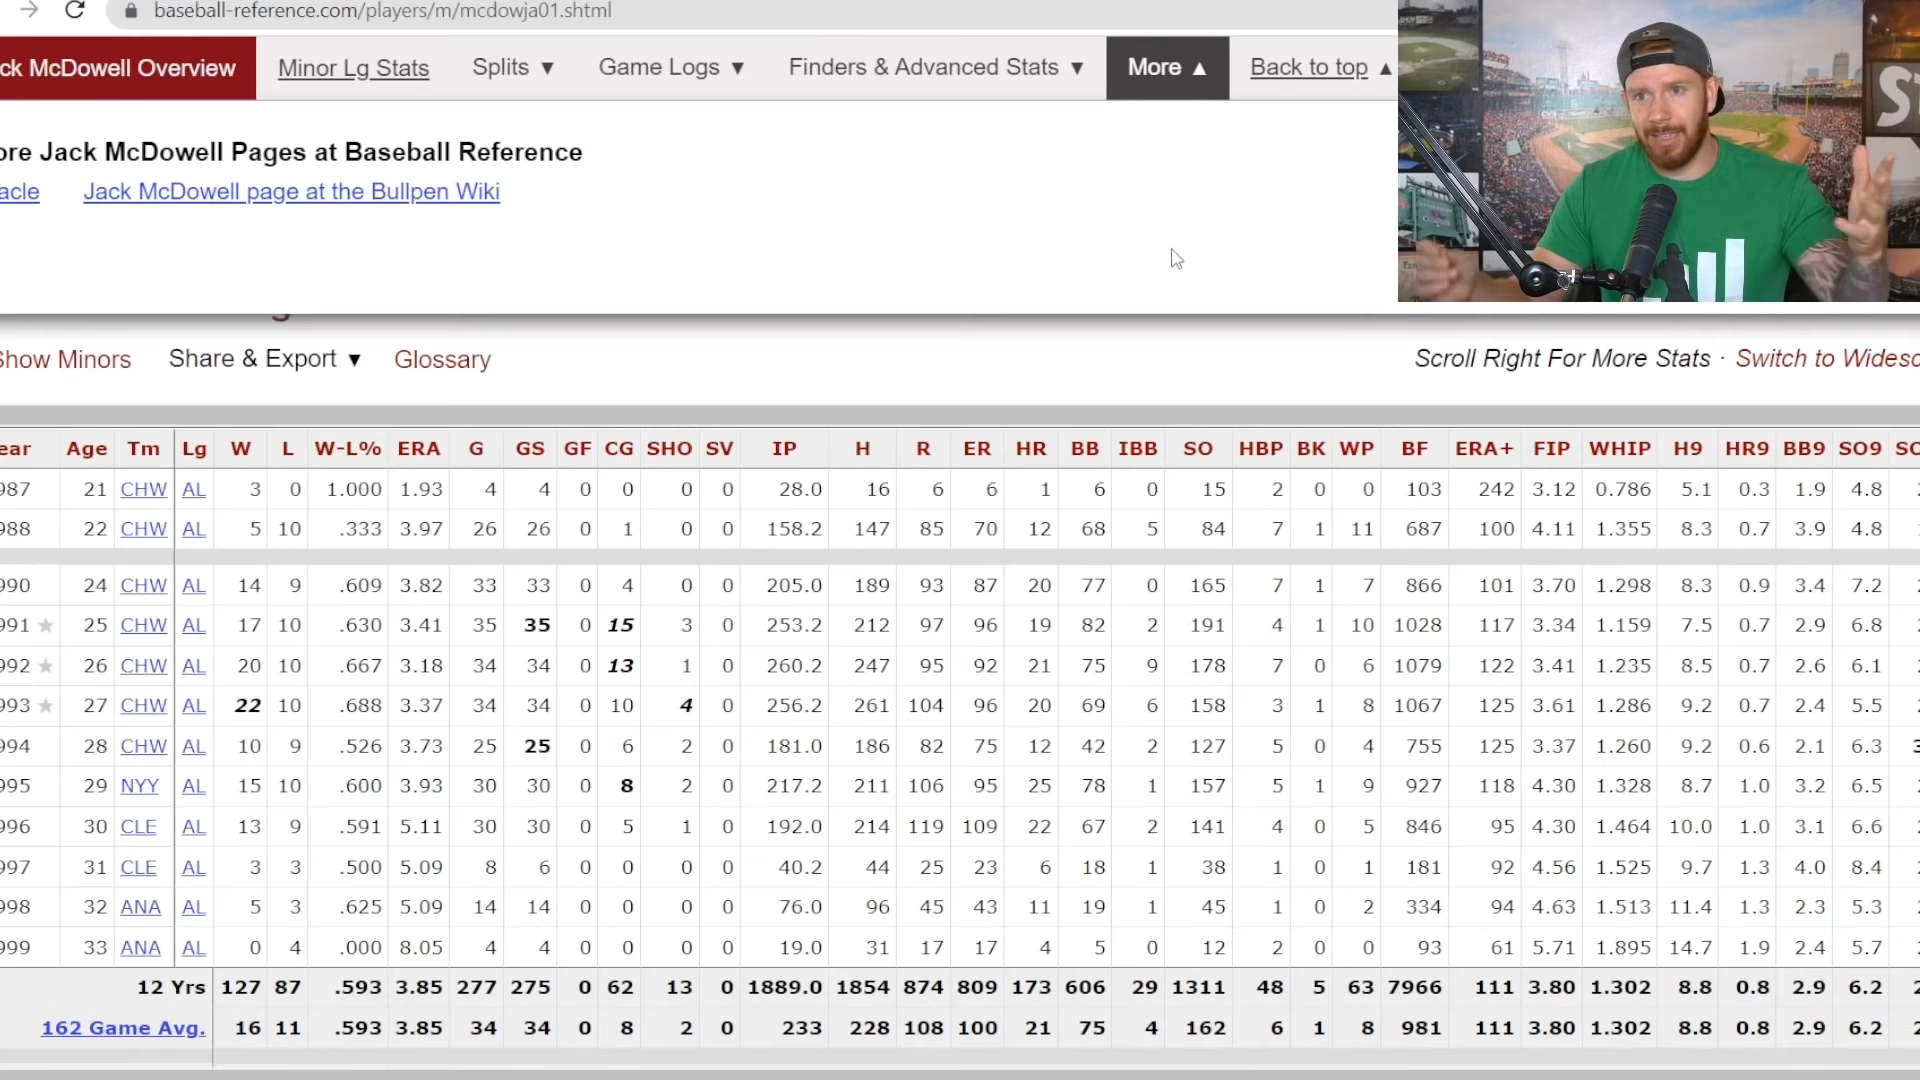 baseball-reference.com/players/m/mcdowja01.shtml
ck McDowell Overview Minor Lg Stats Splits ▼ Game Logs ▼ Finders & Advanced Stats ▼ More ▲ Back to top ▲
ore Jack McDowell Pages at Baseball Reference
acle Jack McDowell page at the Bullpen Wiki
Show Minors Share & Export ▼ Glossary Scroll Right For More Stats · Switch to Widesc
ear Age Tm Lg W L W-L% ERA G GS GF CG SHO SV IP H R ER HR BB IBB SO HBP BK WP BF ERA+ FIP WHIP H9 HR9 BB9 SO9 SO
987 21 CHW AL 3 0 1.000 1.93 4 4 0 0 0 0 28.0 16 6 6 1 6 0 15 2 0 0 103 242 3.12 0.786 5.1 0.3 1.9 4.8
988 22 CHW AL 5 10 .333 3.97 26 26 0 1 0 0 158.2 147 85 70 12 68 5 84 7 1 11 687 100 4.11 1.355 8.3 0.7 3.9 4.8
990 24 CHW AL 14 9 .609 3.82 33 33 0 4 0 0 205.0 189 93 87 20 77 0 165 7 1 7 866 101 3.70 1.298 8.3 0.9 3.4 7.2
991 ★ 25 CHW AL 17 10 .630 3.41 35 35 0 15 3 0 253.2 212 97 96 19 82 2 191 4 1 10 1028 117 3.34 1.159 7.5 0.7 2.9 6.8
992 ★ 26 CHW AL 20 10 .667 3.18 34 34 0 13 1 0 260.2 247 95 92 21 75 9 178 7 0 6 1079 122 3.41 1.235 8.5 0.7 2.6 6.1
993 ★ 27 CHW AL 22 10 .688 3.37 34 34 0 10 4 0 256.2 261 104 96 20 69 6 158 3 1 8 1067 125 3.61 1.286 9.2 0.7 2.4 5.5
994 28 CHW AL 10 9 .526 3.73 25 25 0 6 2 0 181.0 186 82 75 12 42 2 127 5 0 4 755 125 3.37 1.260 9.2 0.6 2.1 6.3
995 29 NYY AL 15 10 .600 3.93 30 30 0 8 2 0 217.2 211 106 95 25 78 1 157 5 1 9 927 118 4.30 1.328 8.7 1.0 3.2 6.5
996 30 CLE AL 13 9 .591 5.11 30 30 0 5 1 0 192.0 214 119 109 22 67 2 141 4 0 5 846 95 4.30 1.464 10.0 1.0 3.1 6.6
997 31 CLE AL 3 3 .500 5.09 8 6 0 0 0 0 40.2 44 25 23 6 18 1 38 1 0 1 181 92 4.56 1.525 9.7 1.3 4.0 8.4
998 32 ANA AL 5 3 .625 5.09 14 14 0 0 0 0 76.0 96 45 43 11 19 1 45 1 0 2 334 94 4.63 1.513 11.4 1.3 2.3 5.3
999 33 ANA AL 0 4 .000 8.05 4 4 0 0 0 0 19.0 31 17 17 4 5 0 12 2 0 0 93 61 5.71 1.895 14.7 1.9 2.4 5.7
12 Yrs 127 87 .593 3.85 277 275 0 62 13 0 1889.0 1854 874 809 173 606 29 1311 48 5 63 7966 111 3.80 1.302 8.8 0.8 2.9 6.2
162 Game Avg. 16 11 .593 3.85 34 34 0 8 2 0 233 228 108 100 21 75 4 162 6 1 8 981 111 3.80 1.302 8.8 0.8 2.9 6.2